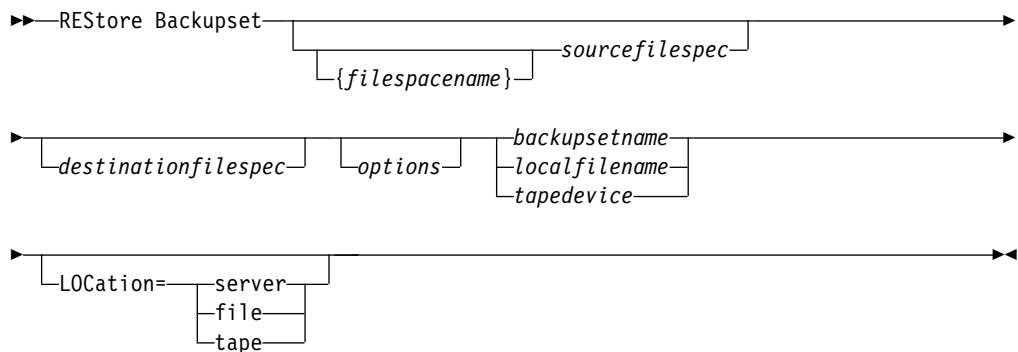 REStore Backupset
sourcefilespec
{filespacename}
destinationfilespec
options
backupsetname
localfilename
tapedevice
LOCation=
server
file
tape